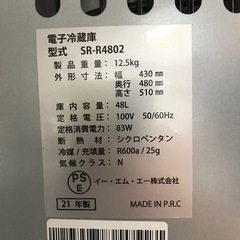 電子冷蔵庫
型式 SR-R4802
製品重量: 12.5kg
外形寸法: 幅 430mm
奥行 480mm
高さ 510mm
定格内容積: 48L
定格電圧: 100V 50/60Hz
定格消費電力: 83W
断熱材: シクロペンタン
冷媒/充填量: R600a / 25g
気候クラス: N
PSE
イー・エム・エー株式会社
21年製
MADE IN P.R.C